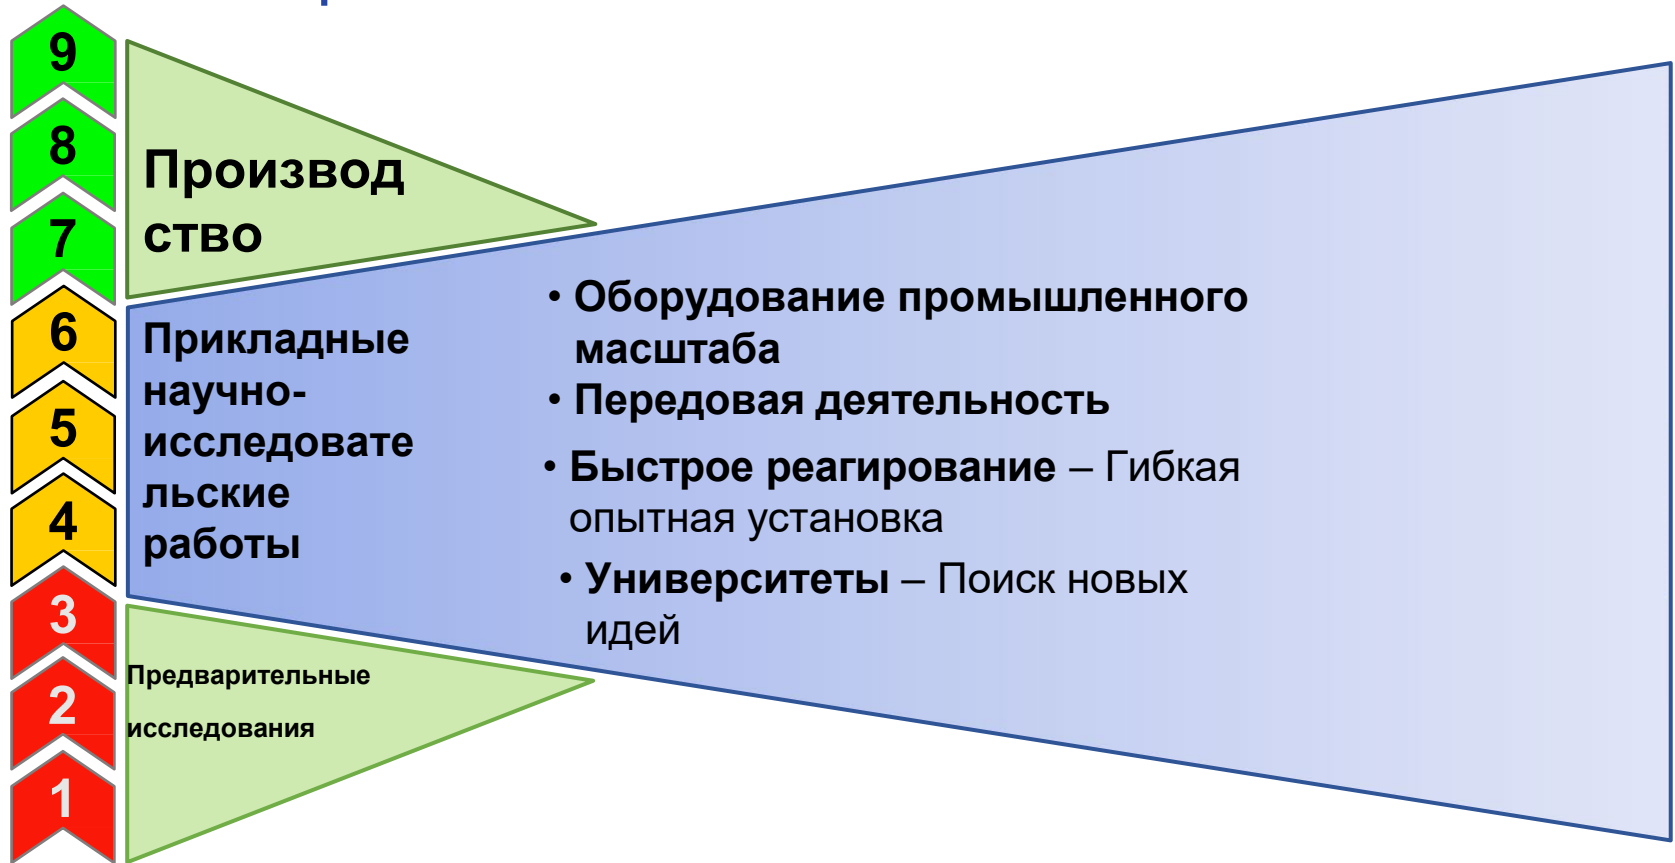 9
8
7
6
5
4
3
2
1
Производ
ство
Прикладные
научно-
исследовате
льские
работы
• Оборудование промышленного
масштаба
• Передовая деятельность
• Быстрое реагирование – Гибкая
опытная установка
• Университеты – Поиск новых
идей
Предварительные
исследования